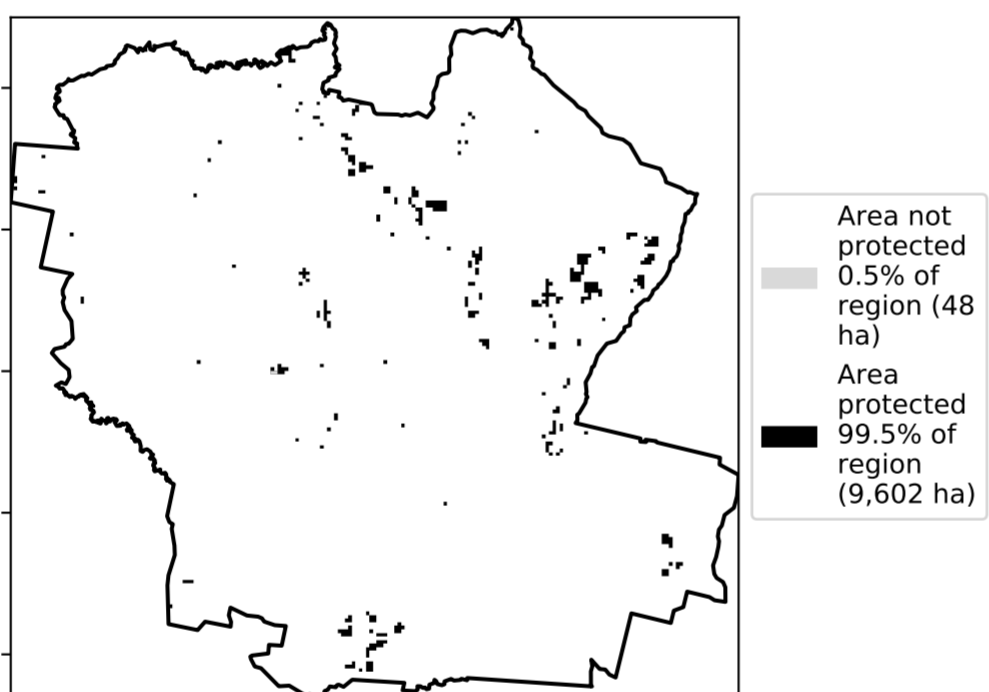 Area not
protected
0.5% of
region (48
ha)
Area
protected
99.5% of
region
(9,602 ha)